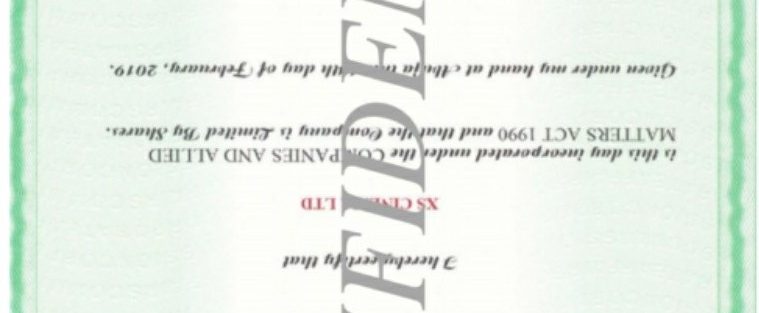 I hereby certify that
XS LTD
is this day incorporated under the COMPANIES AND ALLIED
MATTERS ACT 1990 and that the Company is Limited By Shares.
Given under my hand at Abuja day of February, 2019.
FIDE